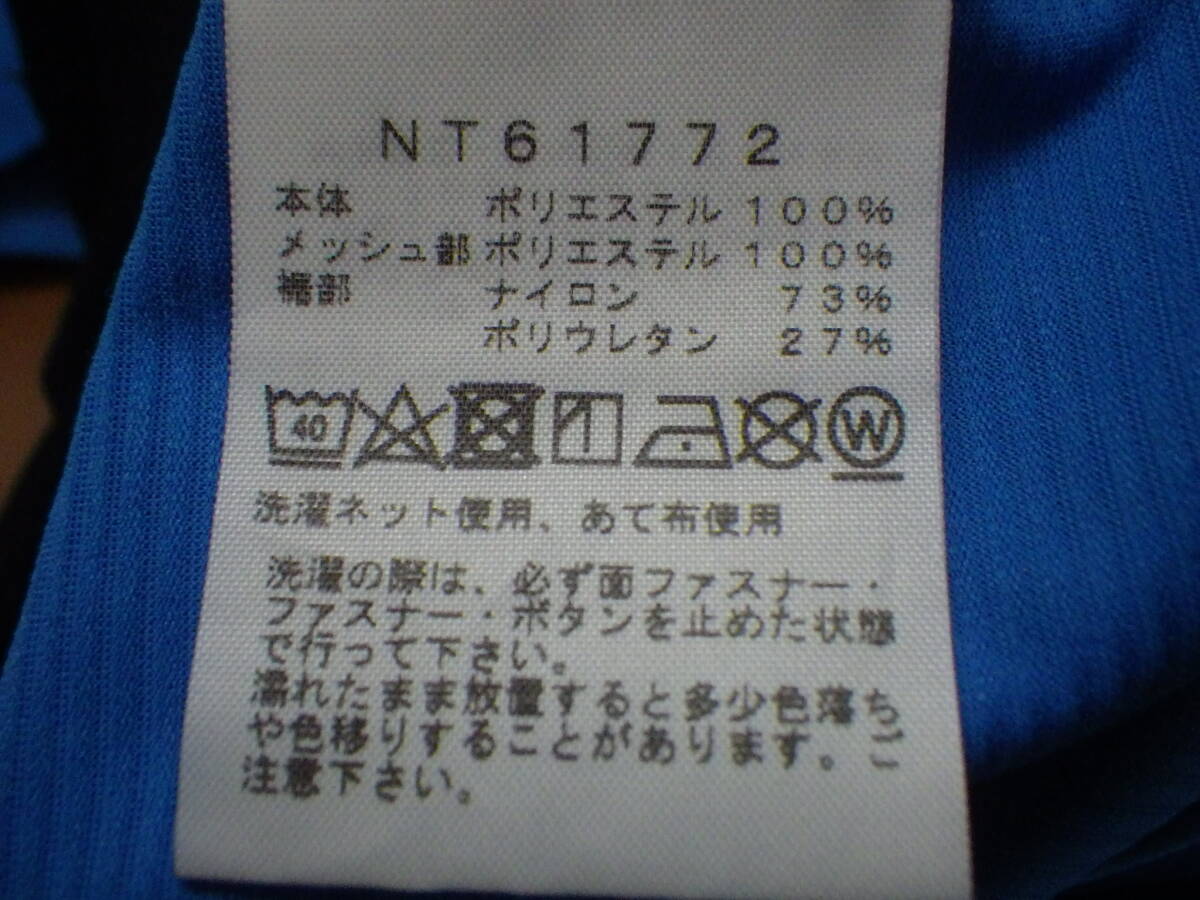 NT61772
本体 ポリエステル 100%
メッシュ部 ポリエステル 100%
裾部 ナイロン 73%
ポリウレタン 27%
40 W
洗濯ネット使用、あて布使用
洗濯の際は、必ず面ファスナー・
ファスナー・ボタンを止めた状態
で行って下さい。
濡れたまま放置すると多少色落ち
や色移りすることがあります。ご
注意下さい。